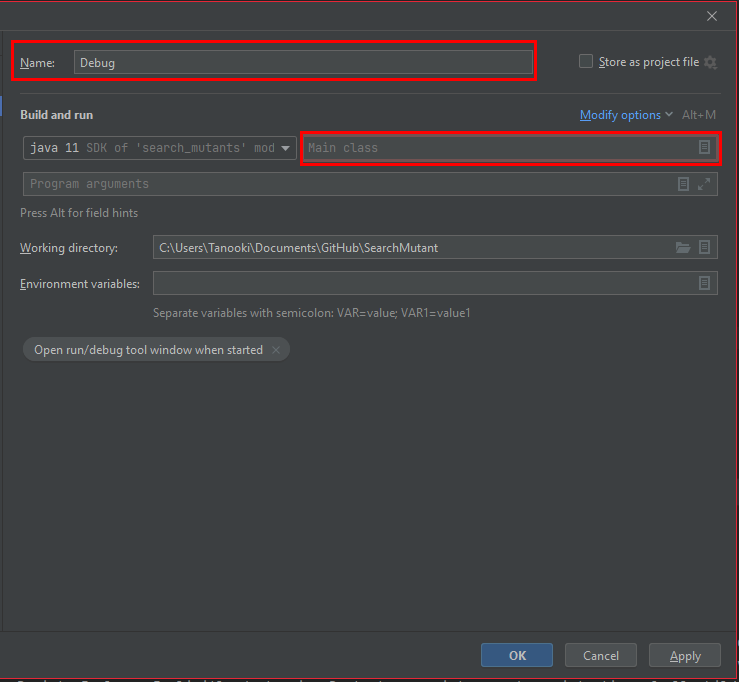 Name: Debug Store as project file
Build and run Modify options Alt+M
java 11 SDK of 'search_mutants' mod Main class
Program arguments
Press Alt for field hints
Working directory: C:\Users\Tanooki\Documents\GitHub\SearchMutant
Environment variables:
Separate variables with semicolon: VAR=value; VAR1=value1
Open run/debug tool window when started
OK Cancel Apply